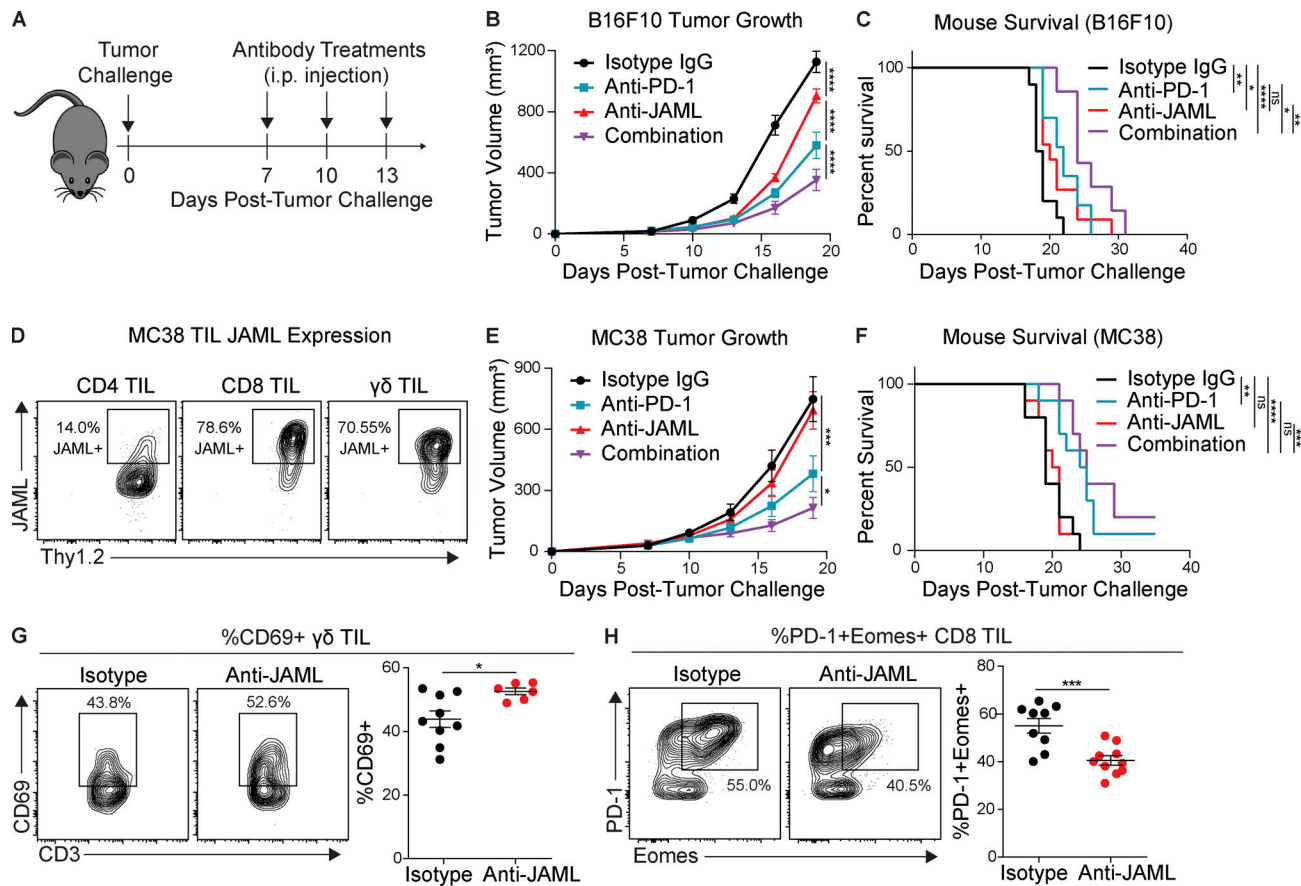 A
Tumor
Challenge
Antibody Treatments
(i.p. injection)
0
7
10
13
Days Post-Tumor Challenge
B
B16F10 Tumor Growth
Tumor Volume (mm³)
1200
800
400
0
Isotype IgG
Anti-PD-1
Anti-JAML
Combination
****
****
****
0
5
10
15
20
Days Post-Tumor Challenge
C
Mouse Survival (B16F10)
Percent survival
100
50
0
Isotype IgG
Anti-PD-1
Anti-JAML
Combination
**
*
****
ns
*
**
0
10
20
30
40
Days Post-Tumor Challenge
D
MC38 TIL JAML Expression
CD4 TIL
CD8 TIL
γδ TIL
14.0%
JAML+
78.6%
JAML+
70.55%
JAML+
JAML
Thy1.2
E
MC38 Tumor Growth
Tumor Volume (mm³)
900
600
300
0
Isotype IgG
Anti-PD-1
Anti-JAML
Combination
***
*
0
5
10
15
20
Days Post-Tumor Challenge
F
Mouse Survival (MC38)
Percent Survival
100
50
0
Isotype IgG
Anti-PD-1
Anti-JAML
Combination
**
ns
****
ns
***
0
10
20
30
40
Days Post-Tumor Challenge
G
%CD69+ γδ TIL
Isotype
Anti-JAML
43.8%
52.6%
CD69
CD3
%CD69+
60
40
20
0
*
Isotype
Anti-JAML
H
%PD-1+Eomes+ CD8 TIL
Isotype
Anti-JAML
55.0%
40.5%
PD-1
Eomes
%PD-1+Eomes+
80
60
40
20
0
***
Isotype
Anti-JAML